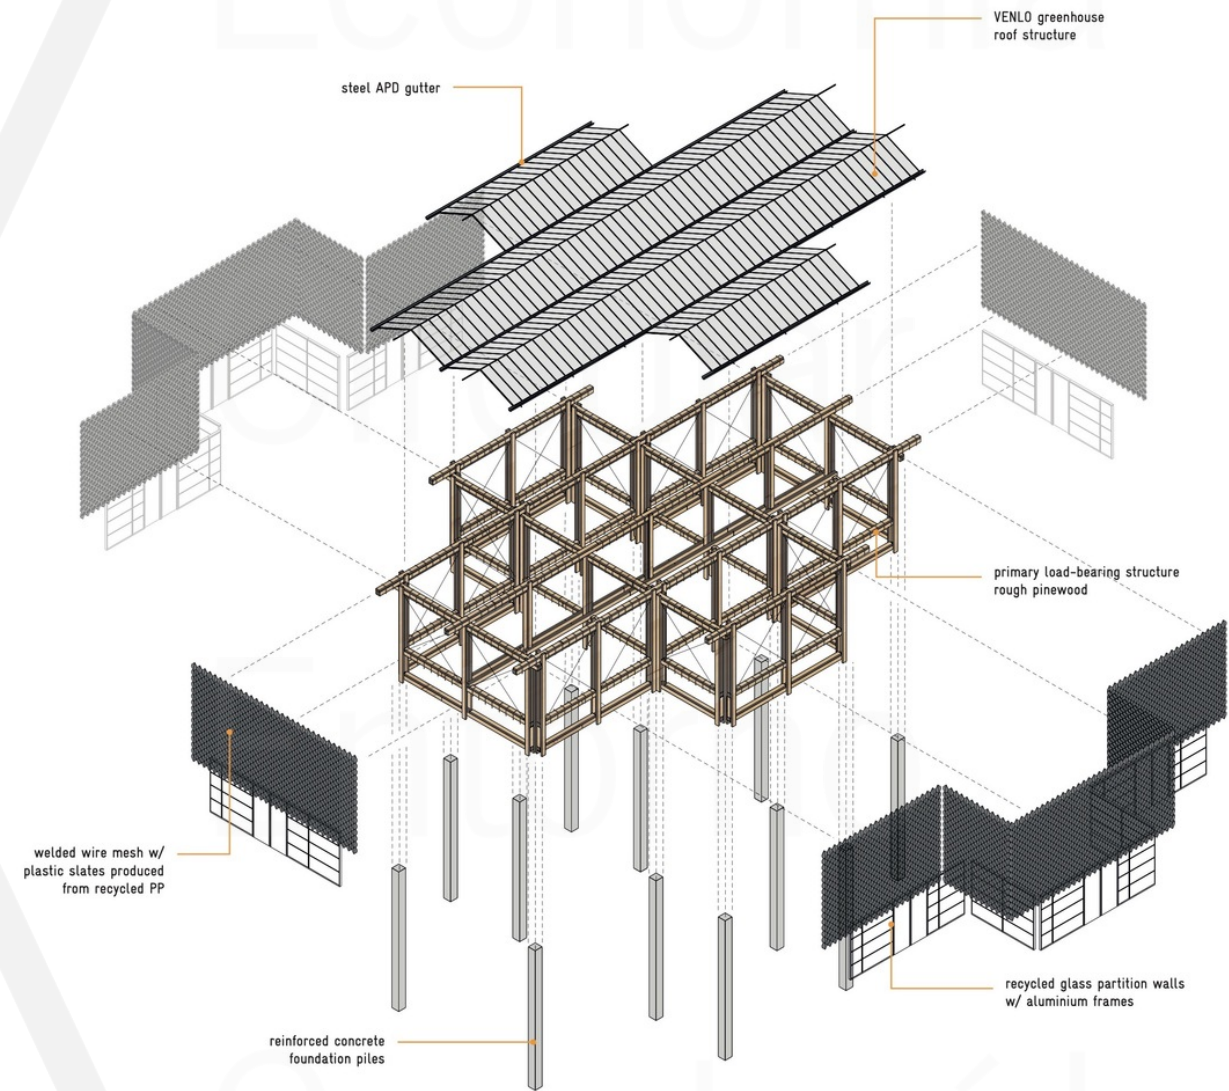 VENLO greenhouse
roof structure
steel APD gutter
primary load-bearing structure
rough pinewood
welded wire mesh w/
plastic slates produced
from recycled PP
recycled glass partition walls
w/ aluminium frames
reinforced concrete
foundation piles